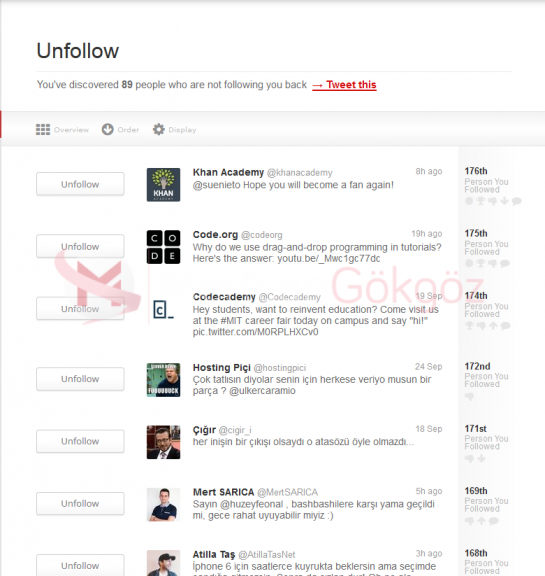 Unfollow
You've discovered 89 people who are not following you back → Tweet this
Overview Order Display
Unfollow
KHAN
ACADEMY
Khan Academy @khanacademy 8h ago
@suenieto Hope you will become a fan again!
176th
Person You
Followed
Unfollow
CO
DE
Code.org @codeorg 19h ago
Why do we use drag-and-drop programming in tutorials?
Here's the answer: youtu.be/_Mwc1gc77dc
175th
Person You
Followed
M Gökööz
Unfollow
Codecademy @Codecademy 19 Sep
Hey students, want to reinvent education? Come visit us
at the #MIT career fair today on campus and say "hi!"
pic.twitter.com/M0RPLHXCv0
174th
Person You
Followed
Unfollow
Hosting Piçi @hostingpici 24 Sep
Çok tatlisın diyolar senin için herkese veriyo musun bir
parça ? @ulkercaramio
172nd
Person You
Followed
Unfollow
Çığır @cigir_i 18 Sep
her inişin bir çıkışı olsaydı o atasözü öyle olmazdı...
171st
Person You
Followed
Unfollow
Mert SARICA @MertSARICA 5h ago
Sayın @huzeyfeonal , bashbashilere karşı yama geçildi
mi, gece rahat uyuyabilir miyiz :)
169th
Person You
Followed
Unfollow
Atilla Taş @AtillaTasNet 3h ago
İphone 6 için saatlerce kuyrukta beklersin ama seçimde
168th
Person You
Followed